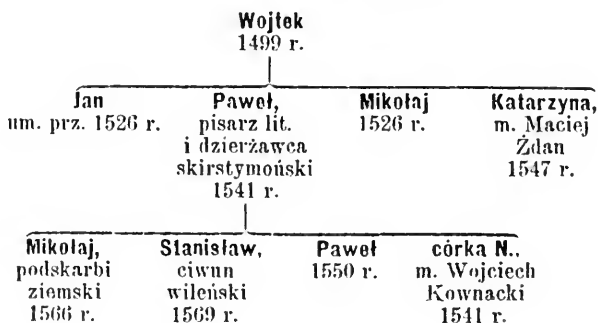 Wojtek
1499 r.
Jan
um. prz. 1526 r.
Paweł,
pisarz lit.
i dzierżawca
skirstymoński
1541 r.
Mikołaj
1526 r.
Katarzyna,
m. Maciej
Żdan
1547 r.
Mikołaj,
podskarbi
ziemski
1566 r.
Stanisław,
ciwun
wileński
1569 r.
Paweł
1550 r.
córka N.,
m. Wojciech
Kownacki
1541 r.